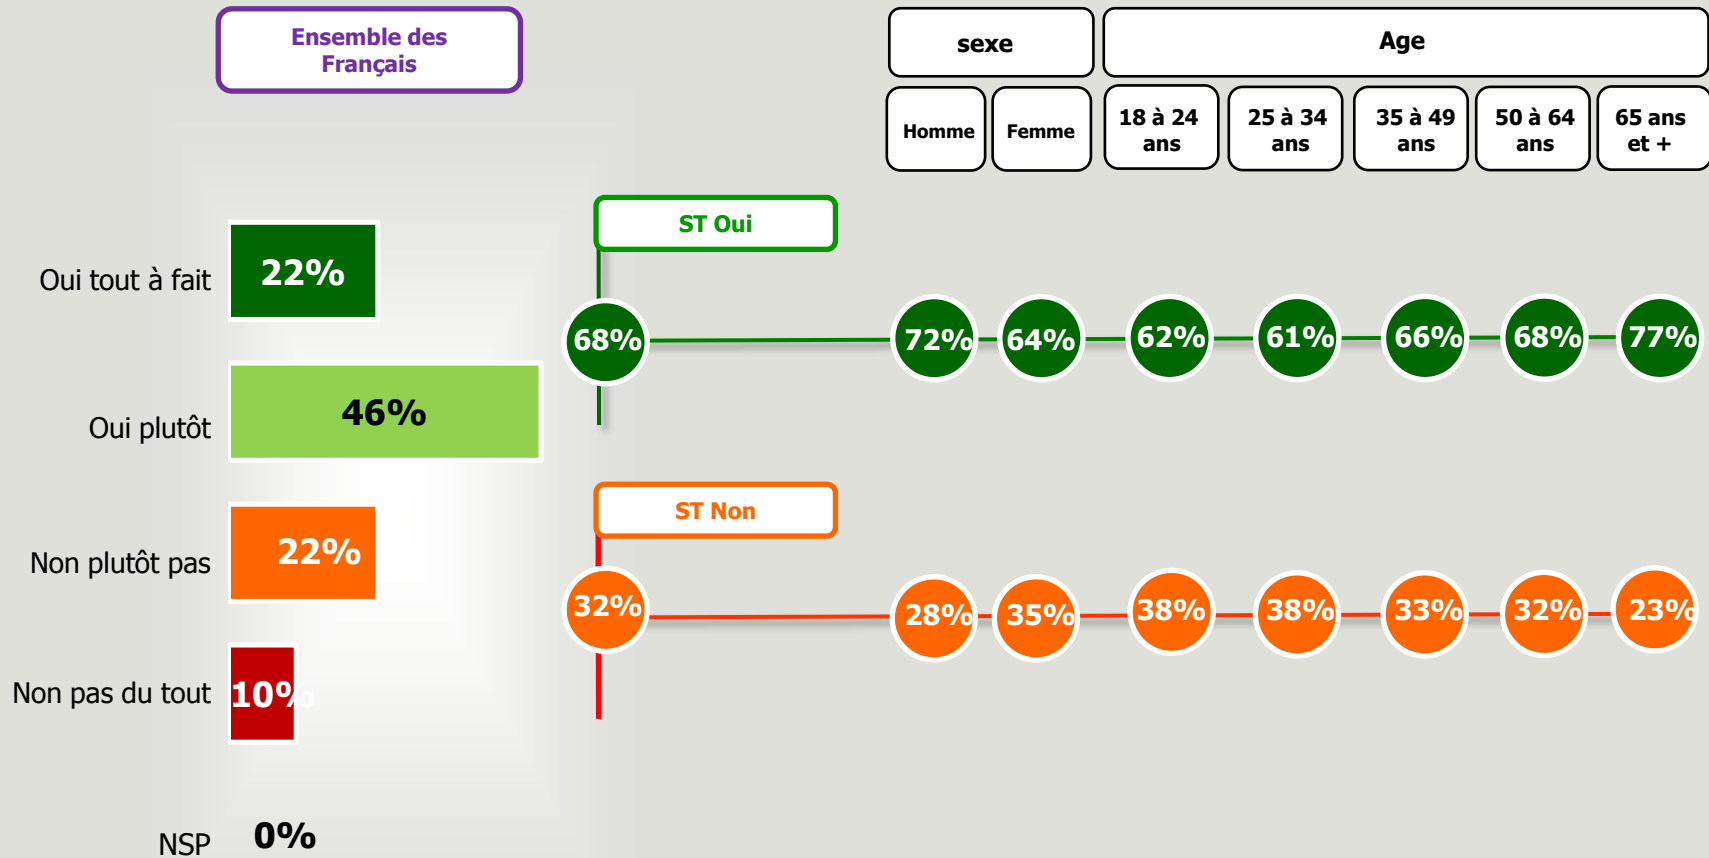 Ensemble des
Français
sexe
Age
Homme
Femme
18 à 24
ans
25 à 34
ans
35 à 49
ans
50 à 64
ans
65 ans
et +
Oui tout à fait
22%
ST Oui
68%
72%
64%
62%
61%
66%
68%
77%
Oui plutôt
46%
ST Non
Non plutôt pas
22%
32%
28%
35%
38%
38%
33%
32%
23%
Non pas du tout
10%
NSP
0%